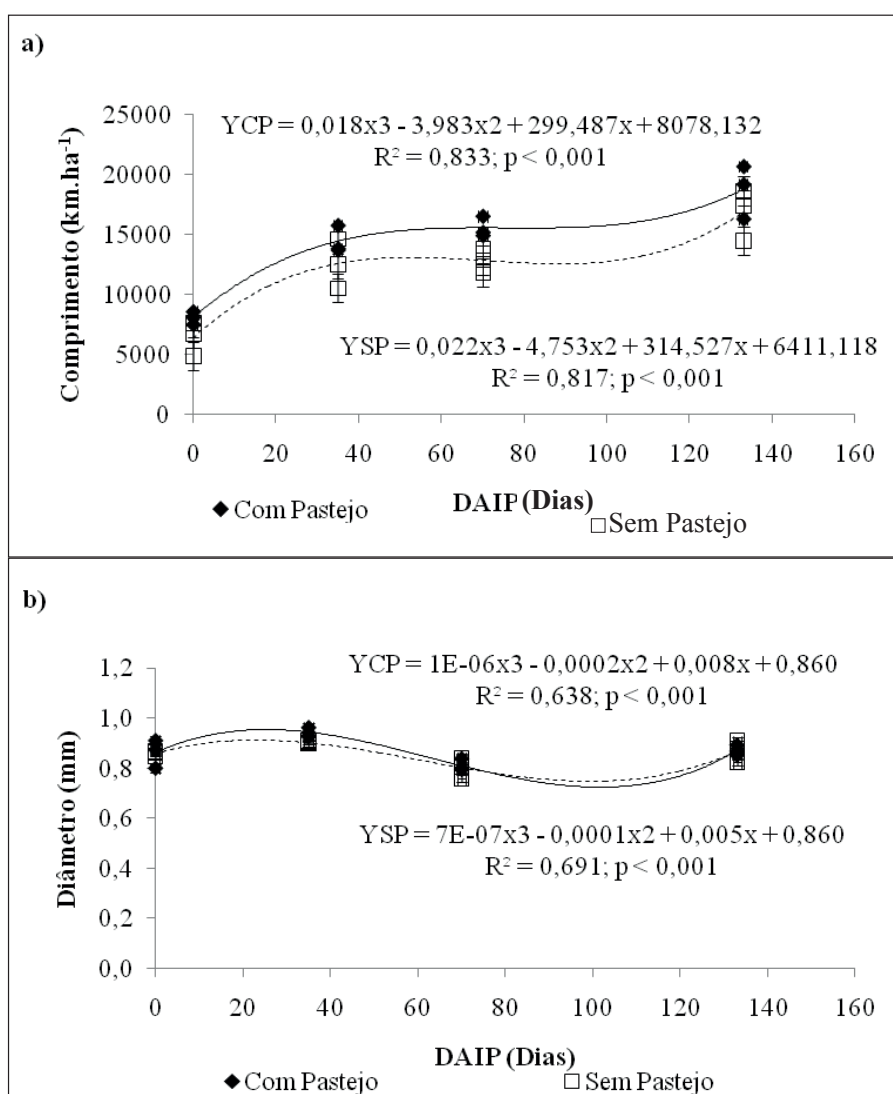 a)
25000
20000
15000
10000
5000
0
Comprimento (km.ha⁻¹)
YCP = 0,018x3 - 3,983x2 + 299,487x + 8078,132
R² = 0,833; p < 0,001
YSP = 0,022x3 - 4,753x2 + 314,527x + 6411,118
R² = 0,817; p < 0,001
0 20 40 60 80 100 120 140 160
DAIP (Dias)
Com Pastejo
Sem Pastejo
b)
1,2
1,0
0,8
0,6
0,4
0,2
0,0
Diâmetro (mm)
YCP = 1E-06x3 - 0,0002x2 + 0,008x + 0,860
R² = 0,638; p < 0,001
YSP = 7E-07x3 - 0,0001x2 + 0,005x + 0,860
R² = 0,691; p < 0,001
0 20 40 60 80 100 120 140 160
DAIP (Dias)
Com Pastejo
Sem Pastejo